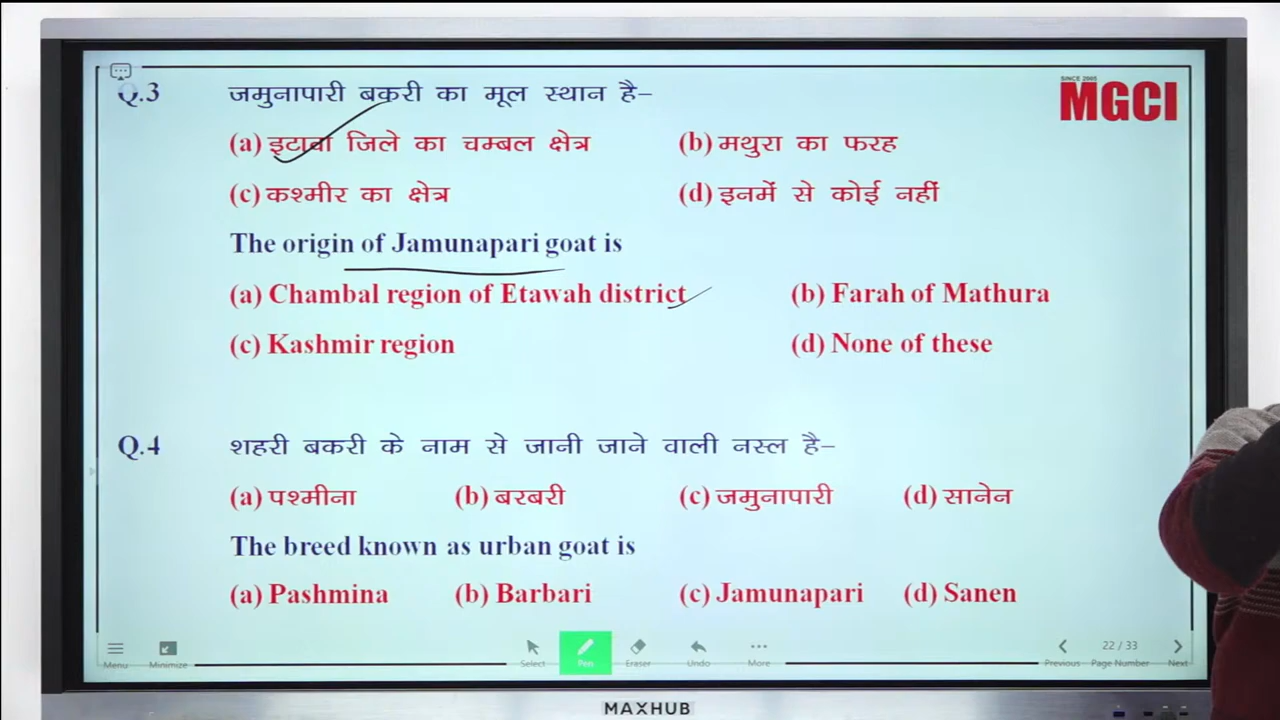 SINCE 2005
MGCI
Q.3 जमुनापारी बकरी का मूल स्थान है–
(a) इटावा जिले का चम्बल क्षेत्र (b) मथुरा का फरह
(c) कश्मीर का क्षेत्र (d) इनमें से कोई नहीं
The origin of Jamunapari goat is
(a) Chambal region of Etawah district (b) Farah of Mathura
(c) Kashmir region (d) None of these
Q.4 शहरी बकरी के नाम से जानी जाने वाली नस्ल है–
(a) पश्मीना (b) बरबरी (c) जमुनापारी (d) सानेन
The breed known as urban goat is
(a) Pashmina (b) Barbari (c) Jamunapari (d) Sanen
22 / 33
Menu Minimize Select Pen Eraser Undo More Previous Page Number Next
MAXHUB